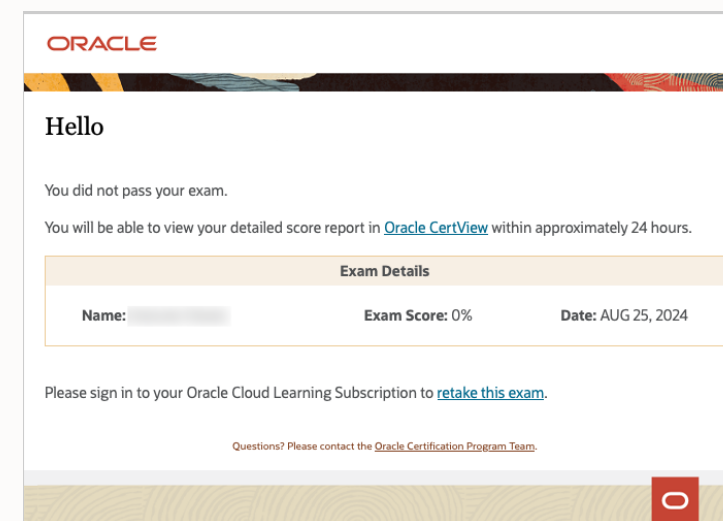 ORACLE
Hello
You did not pass your exam.
You will be able to view your detailed score report in Oracle CertView within approximately 24 hours.
Exam Details
Name: Exam Score: 0% Date: AUG 25, 2024
Please sign in to your Oracle Cloud Learning Subscription to retake this exam.
Questions? Please contact the Oracle Certification Program Team.